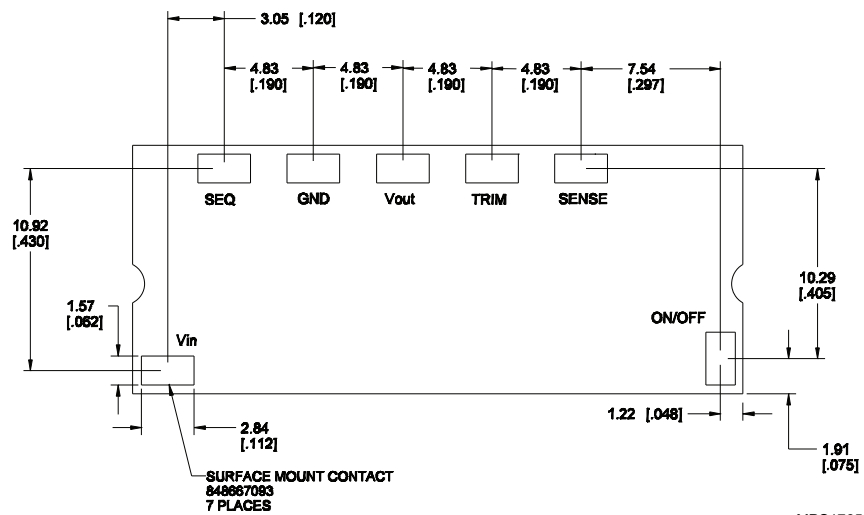 3.05 [.120]
4.83
[.190]
4.83
[.190]
4.83
[.190]
4.83
[.190]
7.54
[.297]
SEQ
GND
Vout
TRIM
SENSE
10.92
[.430]
10.29
[.405]
1.57
[.062]
Vin
ON/OFF
2.84
[.112]
1.22 [.048]
1.91
[.075]
SURFACE MOUNT CONTACT
848667093
7 PLACES